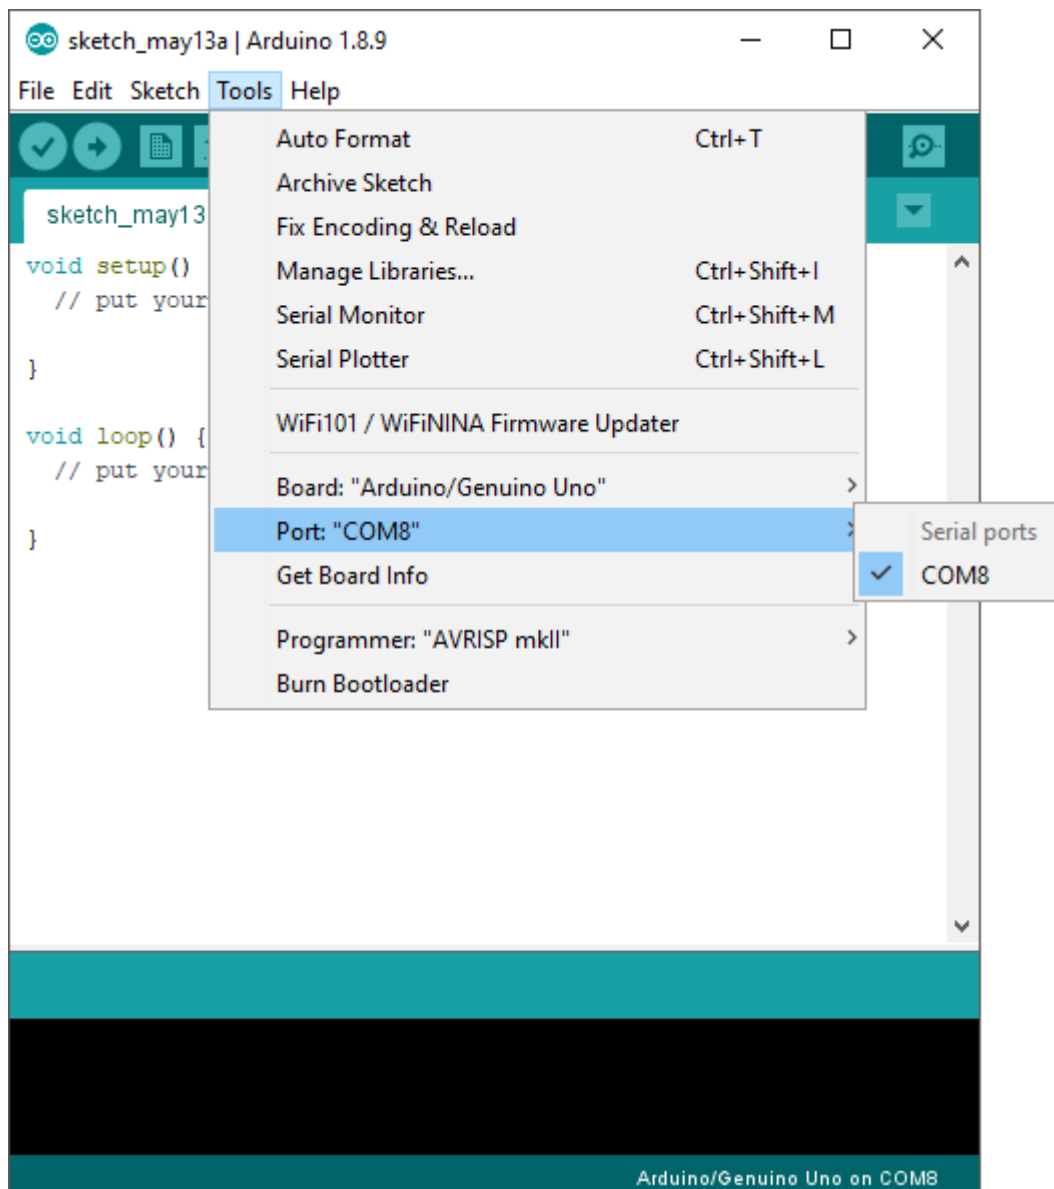 sketch_may13a | Arduino 1.8.9
File Edit Sketch Tools Help
Auto Format Ctrl+T
Archive Sketch
sketch_may13
Fix Encoding & Reload
void setup()
Manage Libraries... Ctrl+Shift+I
// put your
Serial Monitor Ctrl+Shift+M
Serial Plotter Ctrl+Shift+L
}
WiFi101 / WiFiNINA Firmware Updater
void loop() {
// put your
Board: "Arduino/Genuino Uno"
Port: "COM8"
Serial ports
}
Get Board Info
COM8
Programmer: "AVRISP mkII"
Burn Bootloader
Arduino/Genuino Uno on COM8